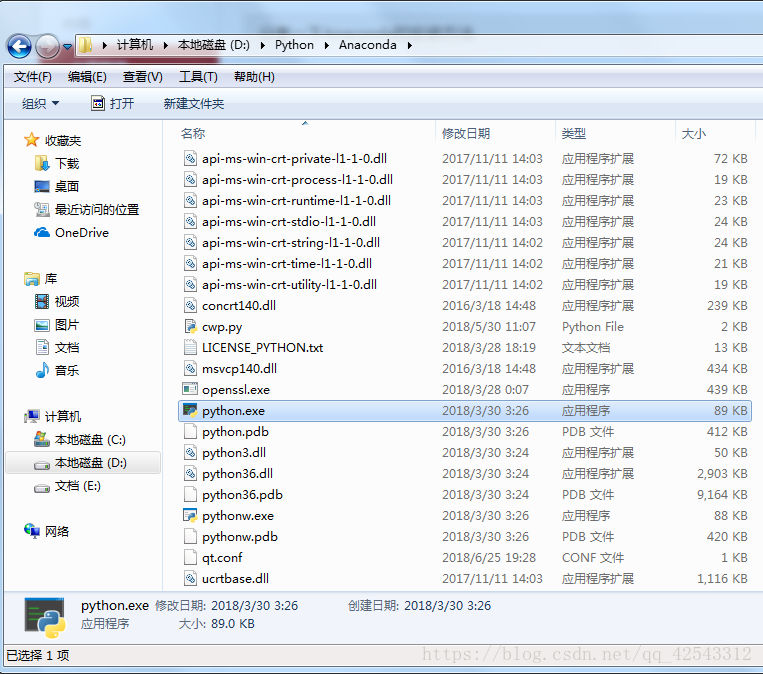 计算机 ▸ 本地磁盘 (D:) ▸ Python ▸ Anaconda ▸
文件(F) 编辑(E) 查看(V) 工具(T) 帮助(H)
组织 打开 新建文件夹
名称 修改日期 类型 大小
收藏夹
下载
桌面
最近访问的位置
OneDrive
库
视频
图片
文档
音乐
计算机
本地磁盘 (C:)
本地磁盘 (D:)
文档 (E:)
网络
api-ms-win-crt-private-l1-1-0.dll 2017/11/11 14:03 应用程序扩展 72 KB
api-ms-win-crt-process-l1-1-0.dll 2017/11/11 14:03 应用程序扩展 19 KB
api-ms-win-crt-runtime-l1-1-0.dll 2017/11/11 14:03 应用程序扩展 23 KB
api-ms-win-crt-stdio-l1-1-0.dll 2017/11/11 14:03 应用程序扩展 24 KB
api-ms-win-crt-string-l1-1-0.dll 2017/11/11 14:02 应用程序扩展 24 KB
api-ms-win-crt-time-l1-1-0.dll 2017/11/11 14:02 应用程序扩展 21 KB
api-ms-win-crt-utility-l1-1-0.dll 2017/11/11 14:02 应用程序扩展 19 KB
concrt140.dll 2016/3/18 14:48 应用程序扩展 239 KB
cwp.py 2018/5/30 11:07 Python File 2 KB
LICENSE_PYTHON.txt 2018/3/28 18:19 文本文档 13 KB
msvcp140.dll 2016/3/18 14:48 应用程序扩展 434 KB
openssl.exe 2018/3/28 0:07 应用程序 439 KB
python.exe 2018/3/30 3:26 应用程序 89 KB
python.pdb 2018/3/30 3:26 PDB 文件 412 KB
python3.dll 2018/3/30 3:24 应用程序扩展 50 KB
python36.dll 2018/3/30 3:24 应用程序扩展 2,903 KB
python36.pdb 2018/3/30 3:24 PDB 文件 9,164 KB
pythonw.exe 2018/3/30 3:26 应用程序 88 KB
pythonw.pdb 2018/3/30 3:26 PDB 文件 420 KB
qt.conf 2018/6/25 19:28 CONF 文件 1 KB
ucrtbase.dll 2017/11/11 14:03 应用程序扩展 1,116 KB
python.exe 修改日期: 2018/3/30 3:26 创建日期: 2018/3/30 3:26
应用程序 大小: 89.0 KB
已选择 1 项
https://blog.csdn.net/qq_42543312